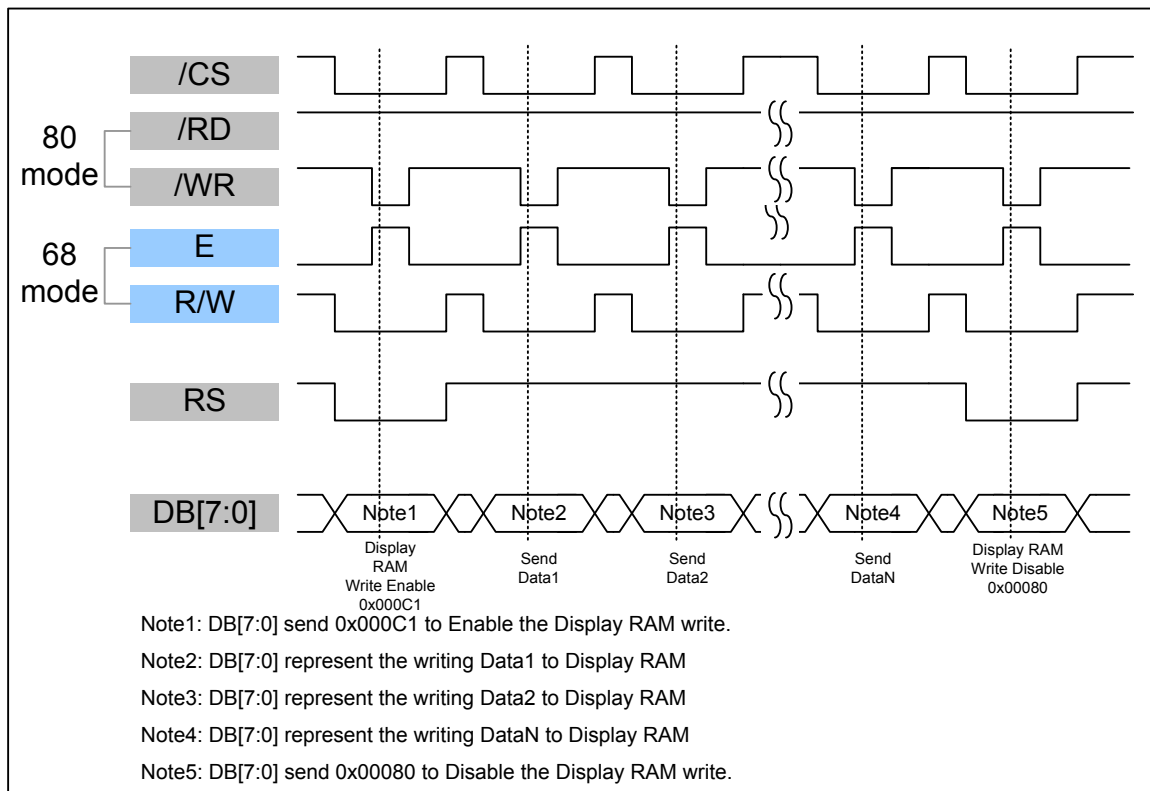 /CS
80
mode
/RD
/WR
68
mode
E
R/W
RS
DB[7:0]
Note1
Note2
Note3
Note4
Note5
Display
RAM
Write Enable
0x000C1
Send
Data1
Send
Data2
Send
DataN
Display RAM
Write Disable
0x00080
Note1: DB[7:0] send 0x000C1 to Enable the Display RAM write.
Note2: DB[7:0] represent the writing Data1 to Display RAM
Note3: DB[7:0] represent the writing Data2 to Display RAM
Note4: DB[7:0] represent the writing DataN to Display RAM
Note5: DB[7:0] send 0x00080 to Disable the Display RAM write.